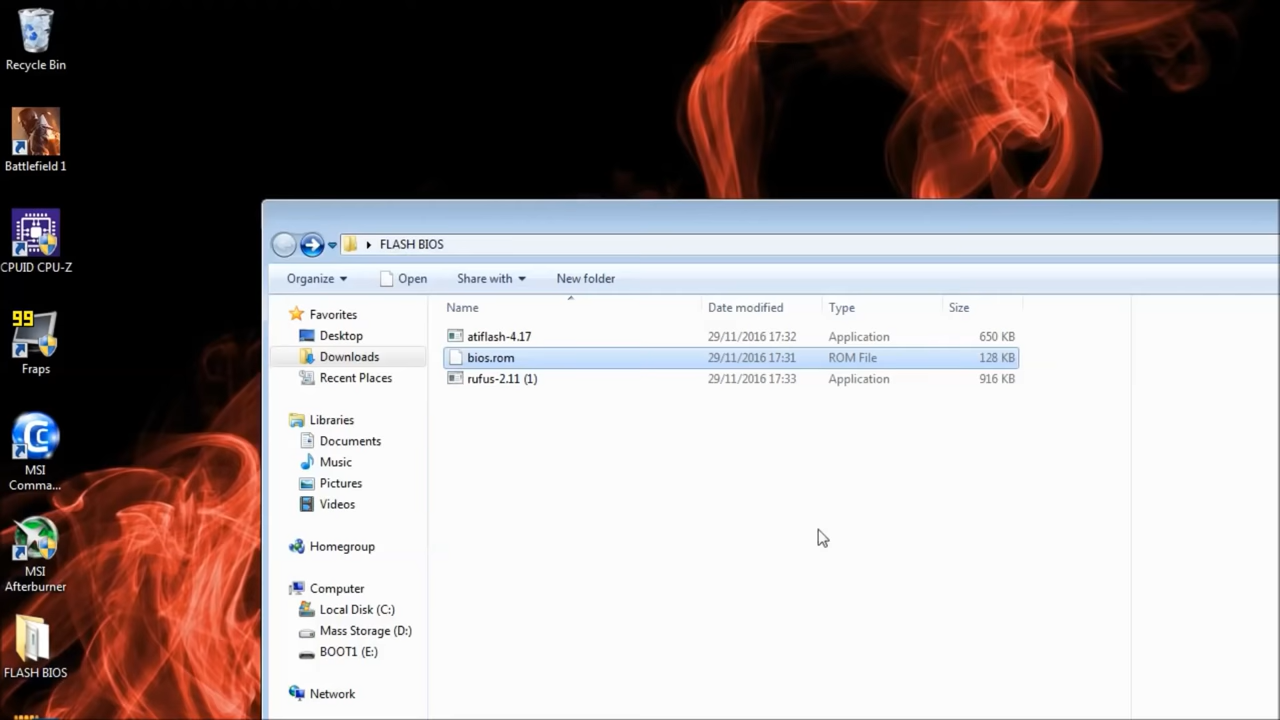 Recycle Bin
Battlefield 1
CPUID CPU-Z
99
Fraps
MSI
Comma...
MSI
Afterburner
FLASH BIOS
FLASH BIOS
Organize Open Share with New folder
Name Date modified Type Size
atiflash-4.17 29/11/2016 17:32 Application 650 KB
bios.rom 29/11/2016 17:31 ROM File 128 KB
rufus-2.11 (1) 29/11/2016 17:33 Application 916 KB
Favorites
Desktop
Downloads
Recent Places
Libraries
Documents
Music
Pictures
Videos
Homegroup
Computer
Local Disk (C:)
Mass Storage (D:)
BOOT1 (E:)
Network